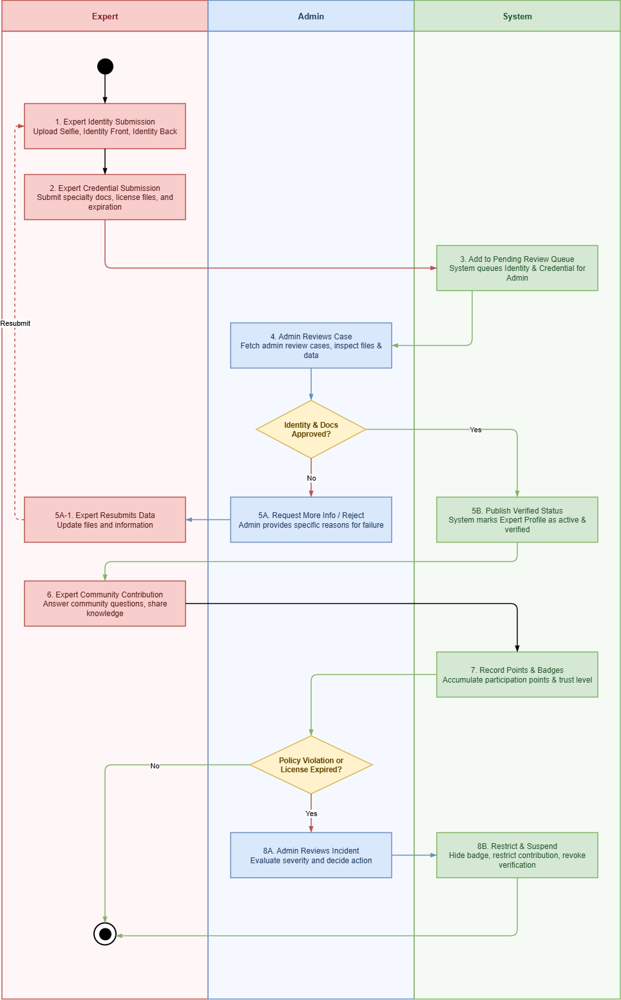 Expert
Admin
System
1. Expert Identity Submission
Upload Selfie, Identity Front, Identity Back
2. Expert Credential Submission
Submit specialty docs, license files, and
expiration
3. Add to Pending Review Queue
System queues Identity & Credential for
Admin
Resubmit
4. Admin Reviews Case
Fetch admin review cases, inspect files &
data
Identity & Docs
Approved?
Yes
No
5A-1. Expert Resubmits Data
Update files and information
5A. Request More Info / Reject
Admin provides specific reasons for failure
5B. Publish Verified Status
System marks Expert Profile as active &
verified
6. Expert Community Contribution
Answer community questions, share
knowledge
7. Record Points & Badges
Accumulate participation points & trust level
Policy Violation or
License Expired?
No
Yes
8A. Admin Reviews Incident
Evaluate severity and decide action
8B. Restrict & Suspend
Hide badge, restrict contribution, revoke
verification